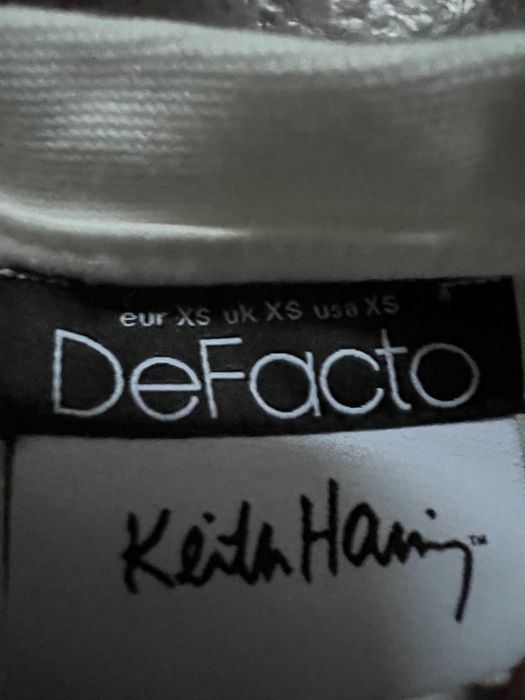 eur XS uk XS usa XS
DeFacto
Keith Haring™